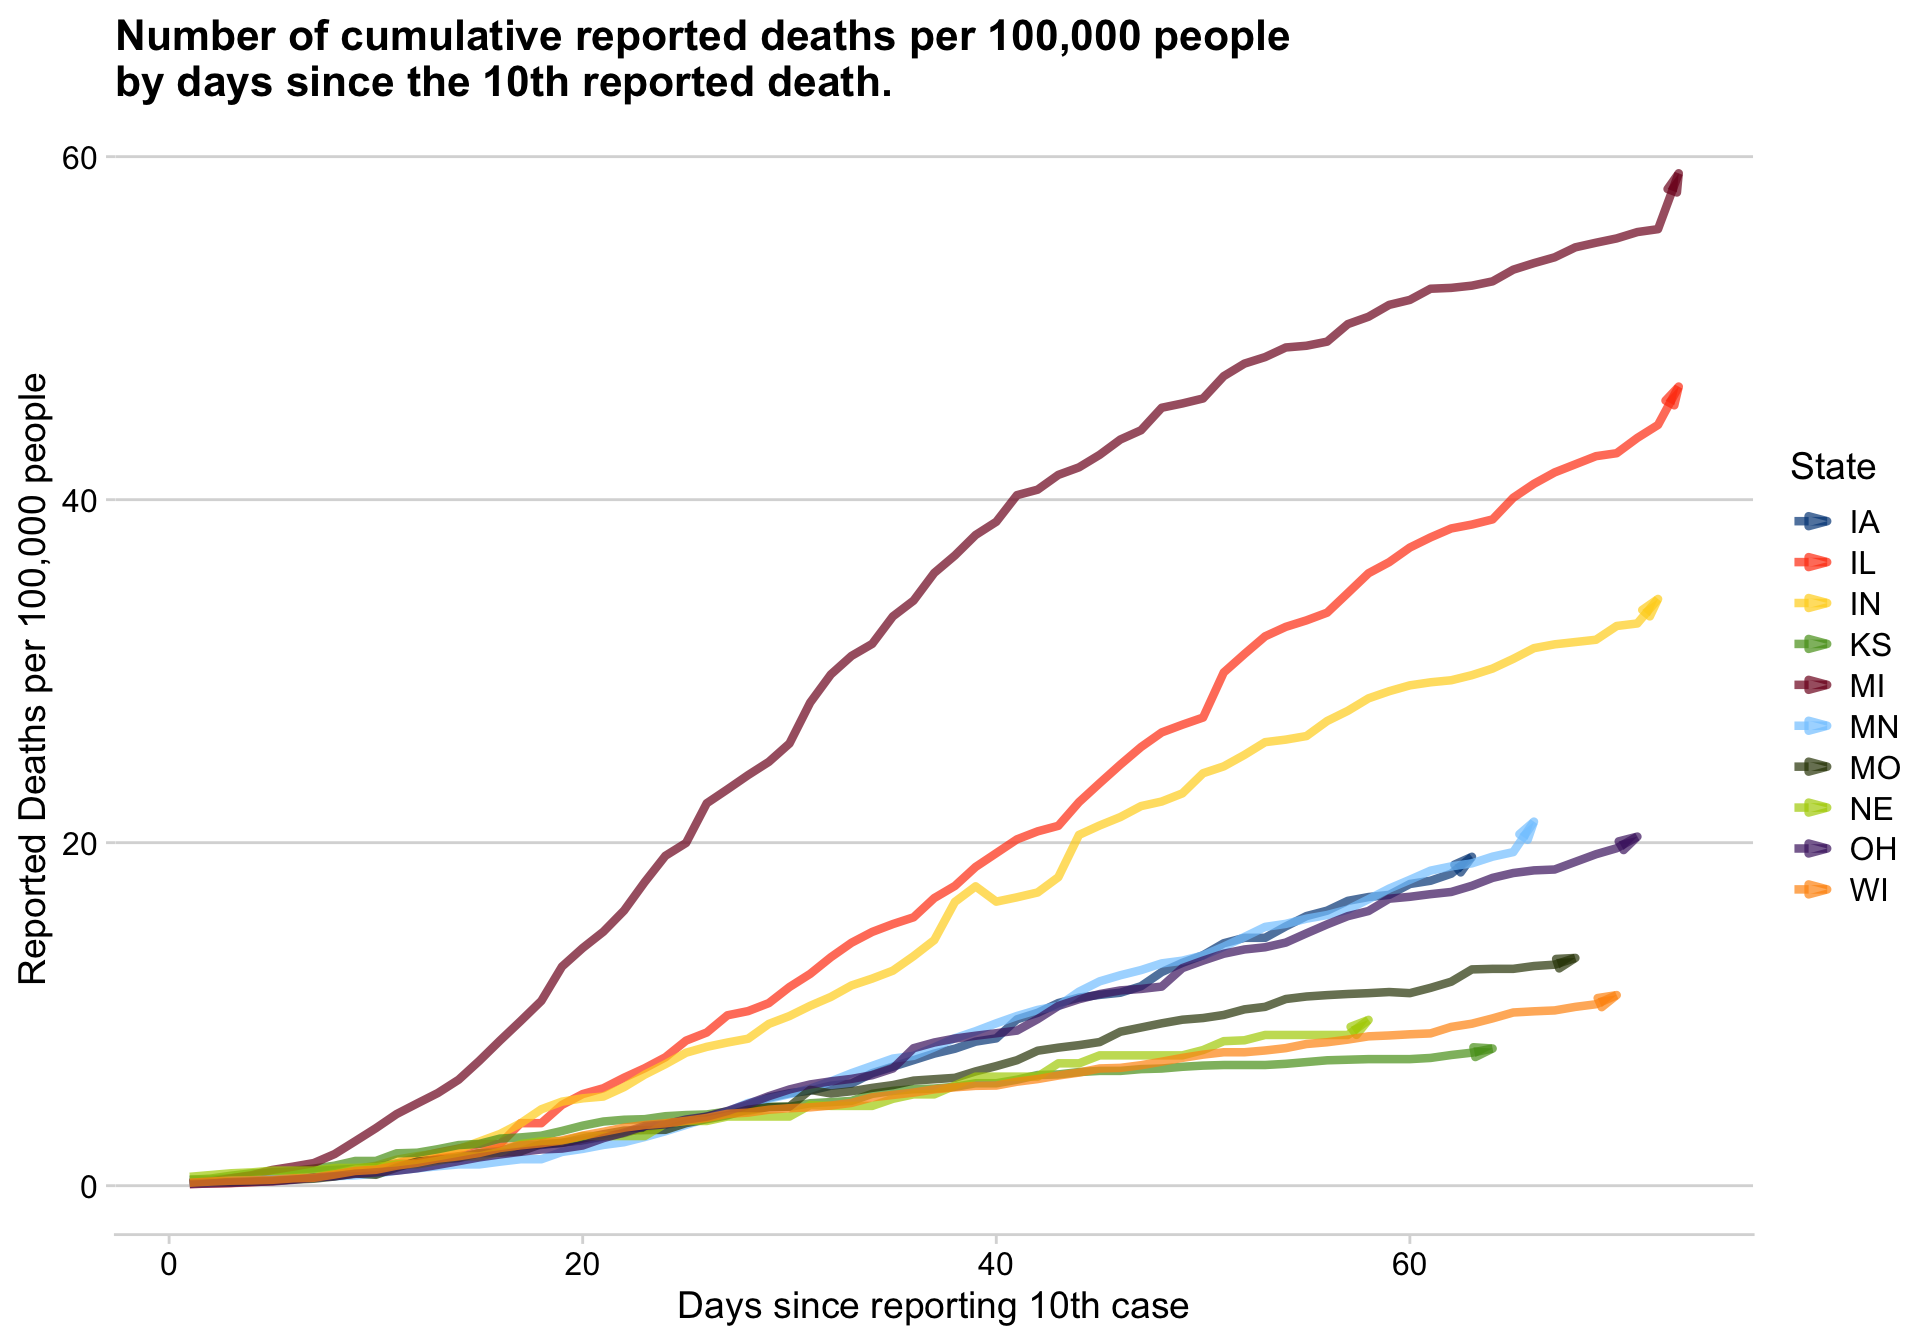 Number of cumulative reported deaths per 100,000 people
by days since the 10th reported death.
Reported Deaths per 100,000 people
60
40
20
0
0
20
40
60
Days since reporting 10th case
State
IA
IL
IN
KS
MI
MN
MO
NE
OH
WI